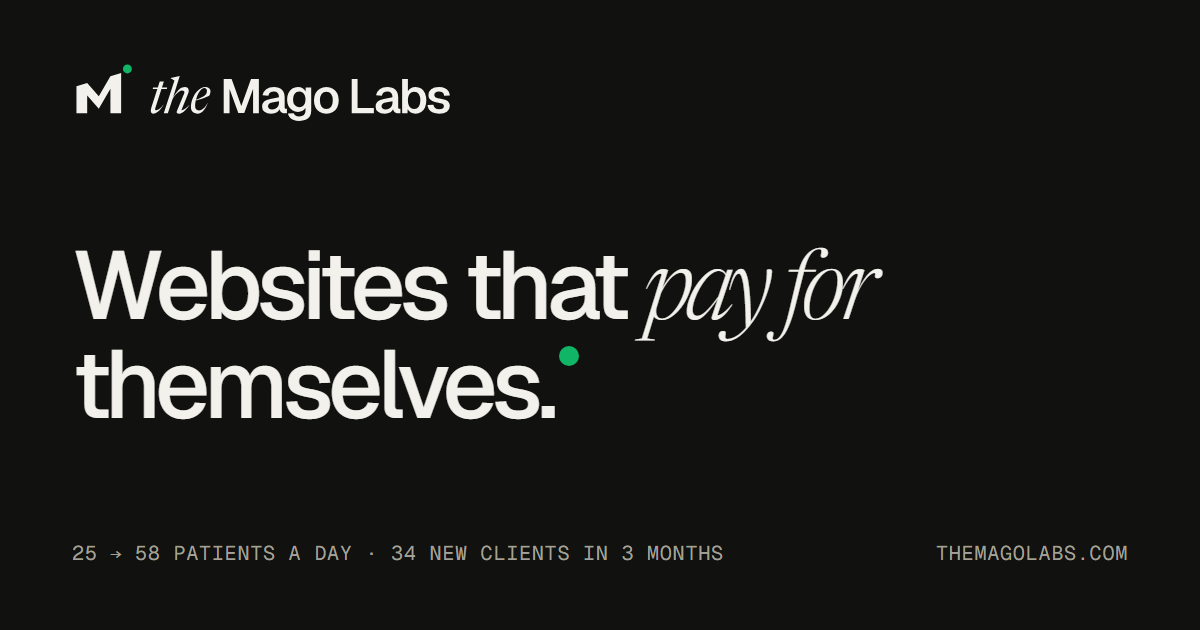 the Mago Labs
Websites that pay for
themselves.
25 → 58 PATIENTS A DAY · 34 NEW CLIENTS IN 3 MONTHS
THEMAGOLABS.COM